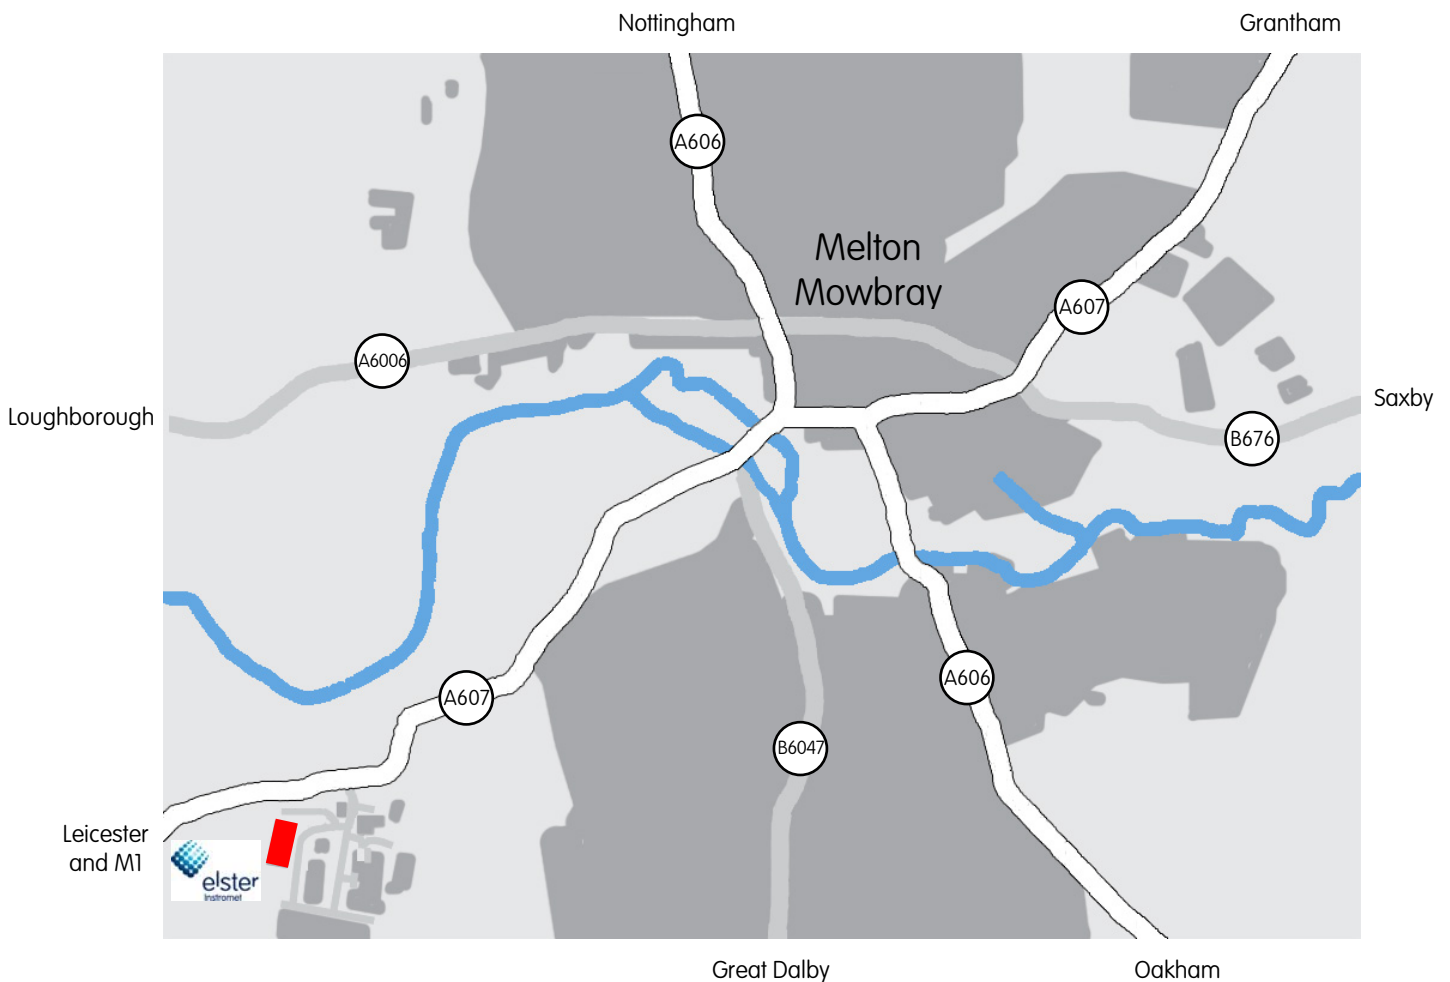 Nottingham
Grantham
A606
Melton
Mowbray
A607
A6006
Saxby
Loughborough
B676
A606
A607
B6047
Leicester
and M1
elster
Instromet
Great Dalby
Oakham